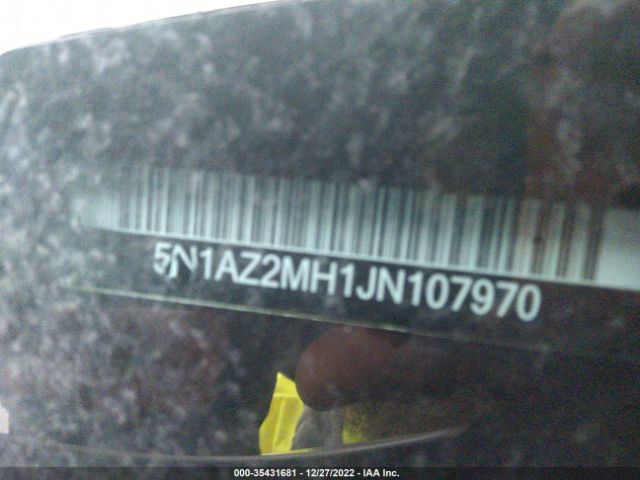 5N1AZ2MH1JN107970
000-35431681 - 12/27/2022 - IAA Inc.